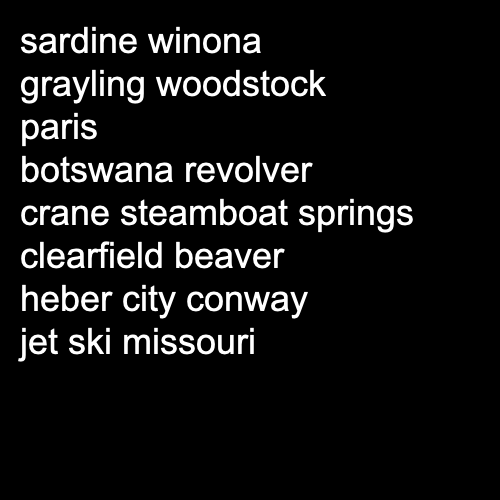 sardine winona
grayling woodstock
paris
botswana revolver
crane steamboat springs
clearfield beaver
heber city conway
jet ski missouri